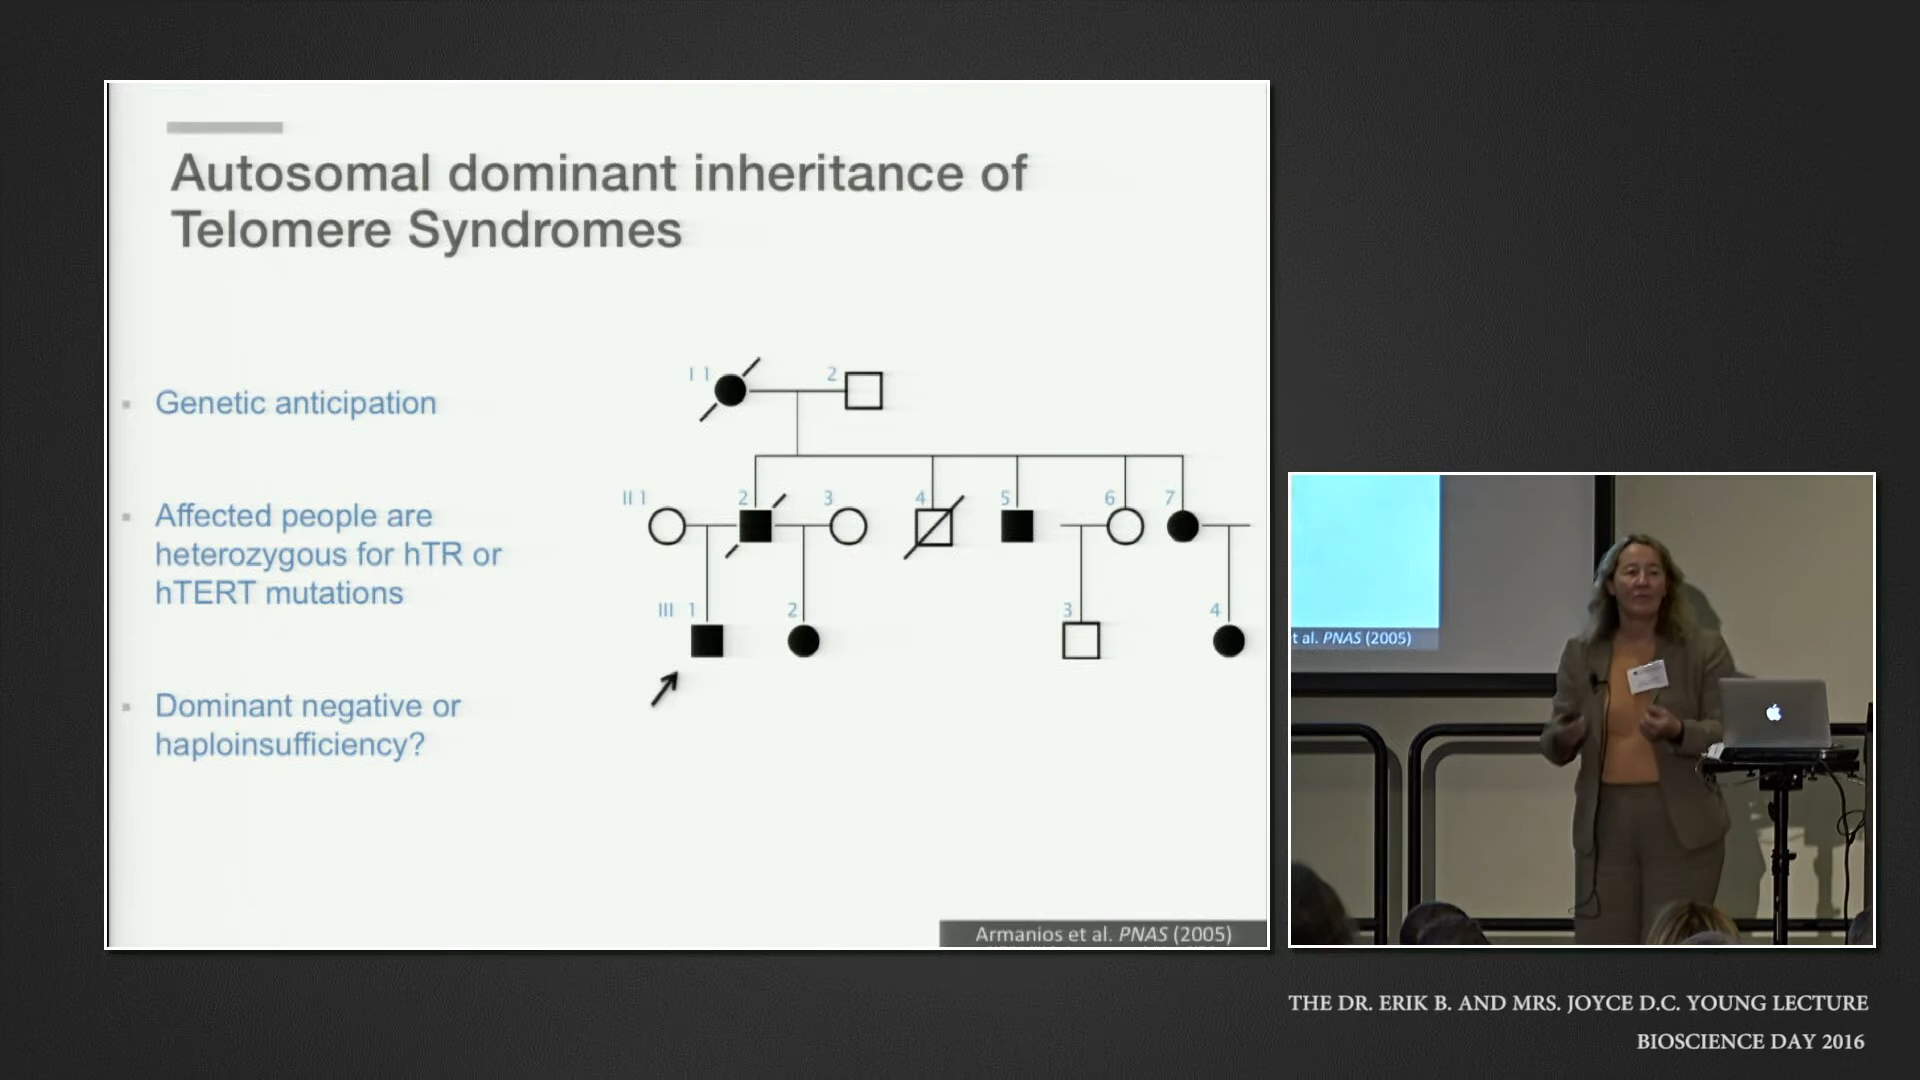 Autosomal dominant inheritance of
Telomere Syndromes
Genetic anticipation
Affected people are
heterozygous for hTR or
hTERT mutations
Dominant negative or
haploinsufficiency?
I 1 2
II 1 2 3 4 5 6 7
III 1 2 3 4
Armanios et al. PNAS (2005)
t al. PNAS (2005)
THE DR. ERIK B. AND MRS. JOYCE D.C. YOUNG LECTURE
BIOSCIENCE DAY 2016